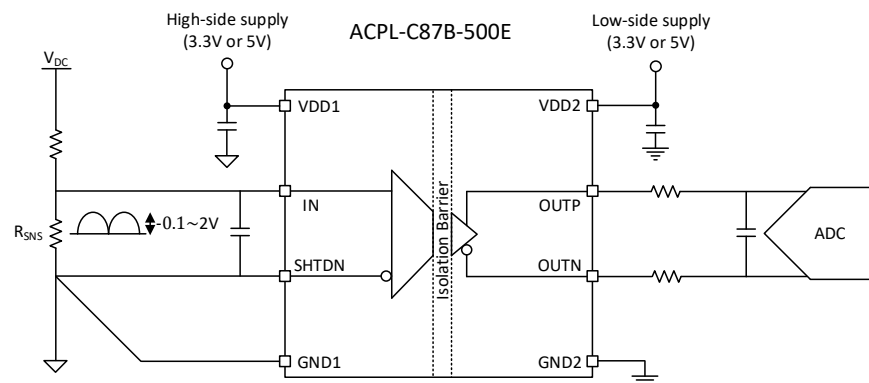 High-side supply
(3.3V or 5V)
ACPL-C87B-500E
Low-side supply
(3.3V or 5V)
VDC
VDD1
VDD2
IN
OUTP
RSNS
-0.1~2V
Isolation Barrier
ADC
SHTDN
OUTN
GND1
GND2